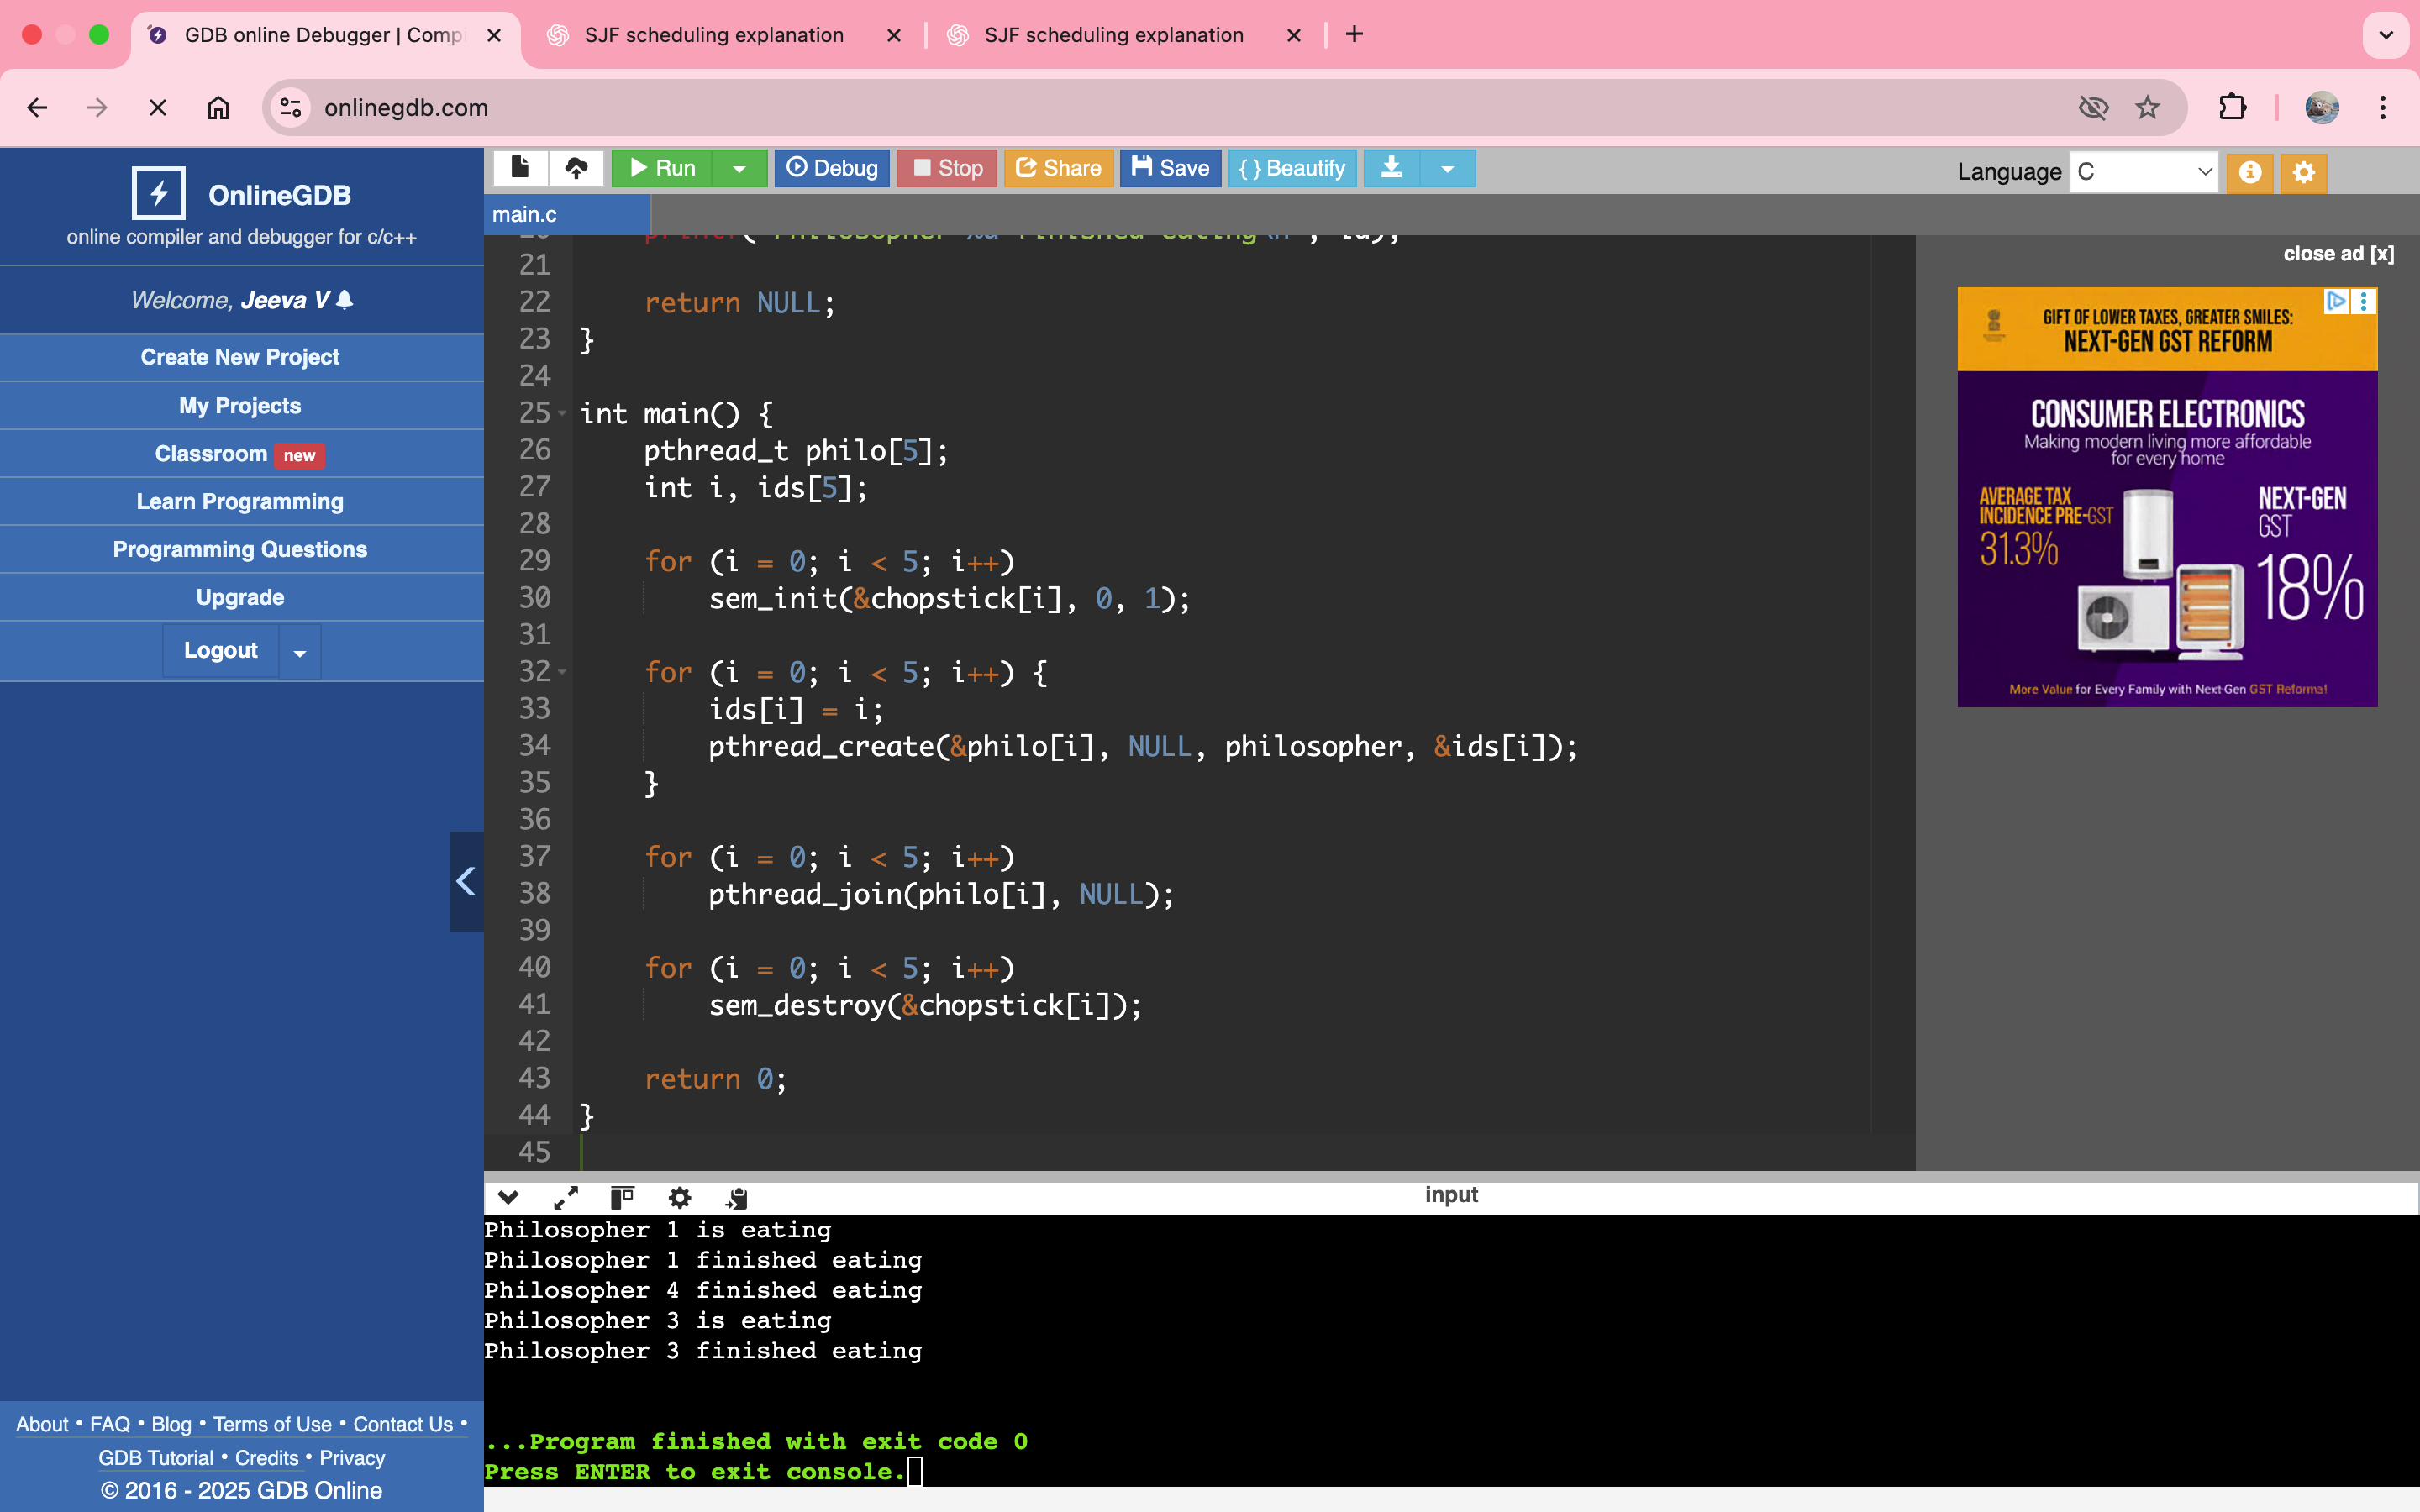 GDB online Debugger | Comp
SJF scheduling explanation
SJF scheduling explanation
onlinegdb.com
OnlineGDB
online compiler and debugger for c/c++
Welcome, Jeeva V
Create New Project
My Projects
Classroom new
Learn Programming
Programming Questions
Upgrade
Logout
About • FAQ • Blog • Terms of Use • Contact Us •
GDB Tutorial • Credits • Privacy
© 2016 - 2025 GDB Online
Run
Debug
Stop
Share
Save
{ } Beautify
Language C
main.c
20 printf("Philosopher %d finished eating\n", id);
21
22 return NULL;
23 }
24
25 int main() {
26 pthread_t philo[5];
27 int i, ids[5];
28
29 for (i = 0; i < 5; i++)
30 sem_init(&chopstick[i], 0, 1);
31
32 for (i = 0; i < 5; i++) {
33 ids[i] = i;
34 pthread_create(&philo[i], NULL, philosopher, &ids[i]);
35 }
36
37 for (i = 0; i < 5; i++)
38 pthread_join(philo[i], NULL);
39
40 for (i = 0; i < 5; i++)
41 sem_destroy(&chopstick[i]);
42
43 return 0;
44 }
45
close ad [x]
GIFT OF LOWER TAXES, GREATER SMILES:
NEXT-GEN GST REFORM
CONSUMER ELECTRONICS
Making modern living more affordable
for every home
AVERAGE TAX
INCIDENCE PRE-GST
31.3%
NEXT-GEN
GST
18%
More Value for Every Family with Next-Gen GST Reforms!
input
Philosopher 1 is eating
Philosopher 1 finished eating
Philosopher 4 finished eating
Philosopher 3 is eating
Philosopher 3 finished eating
...Program finished with exit code 0
Press ENTER to exit console.